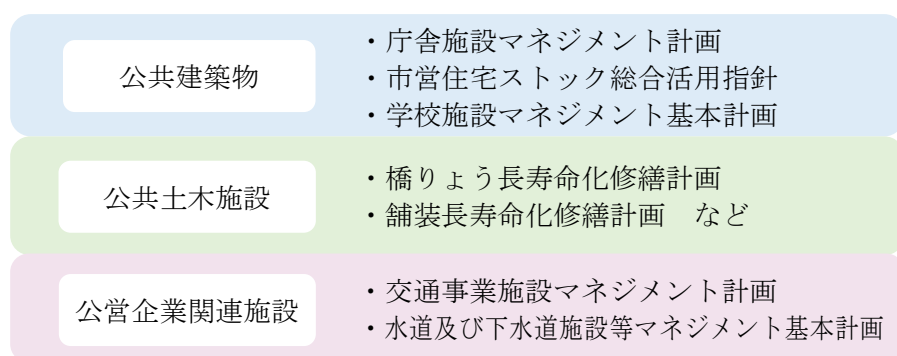 公共建築物
・庁舎施設マネジメント計画
・市営住宅ストック総合活用指針
・学校施設マネジメント基本計画
公共土木施設
・橋りょう長寿命化修繕計画
・舗装長寿命化修繕計画　など
公営企業関連施設
・交通事業施設マネジメント計画
・水道及び下水道施設等マネジメント基本計画